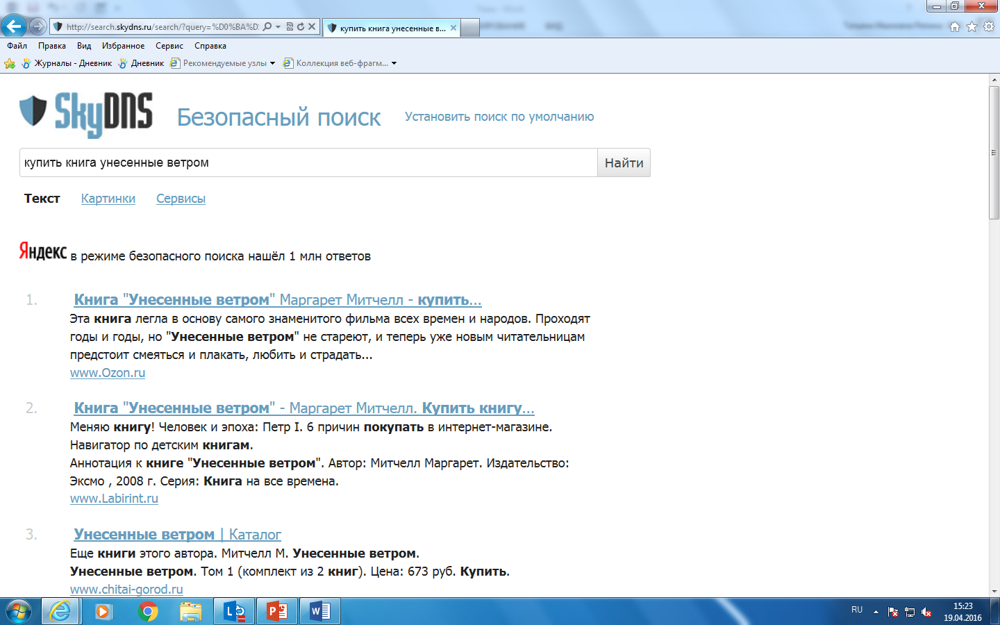 http://search.skydns.ru/search/?query=%D0%BA%D
купить книга унесенные в...
Файл Правка Вид Избранное Сервис Справка
Журналы - Дневник Дневник Рекомендуемые узлы Коллекция веб-фрагм...
SkyDNS Безопасный поиск Установить поиск по умолчанию
купить книга унесенные ветром Найти
Текст Картинки Сервисы
Яндекс в режиме безопасного поиска нашёл 1 млн ответов
1. Книга "Унесенные ветром" Маргарет Митчелл - купить...
Эта книга легла в основу самого знаменитого фильма всех времен и народов. Проходят
годы и годы, но "Унесенные ветром" не стареют, и теперь уже новым читательницам
предстоит смеяться и плакать, любить и страдать...
www.Ozon.ru
2. Книга "Унесенные ветром" - Маргарет Митчелл. Купить книгу...
Меняю книгу! Человек и эпоха: Петр I. 6 причин покупать в интернет-магазине.
Навигатор по детским книгам.
Аннотация к книге "Унесенные ветром". Автор: Митчелл Маргарет. Издательство:
Эксмо , 2008 г. Серия: Книга на все времена.
www.Labirint.ru
3. Унесенные ветром | Каталог
Еще книги этого автора. Митчелл М. Унесенные ветром.
Унесенные ветром. Том 1 (комплект из 2 книг). Цена: 673 руб. Купить.
www.chitai-gorod.ru
RU 15:23
19.04.2016